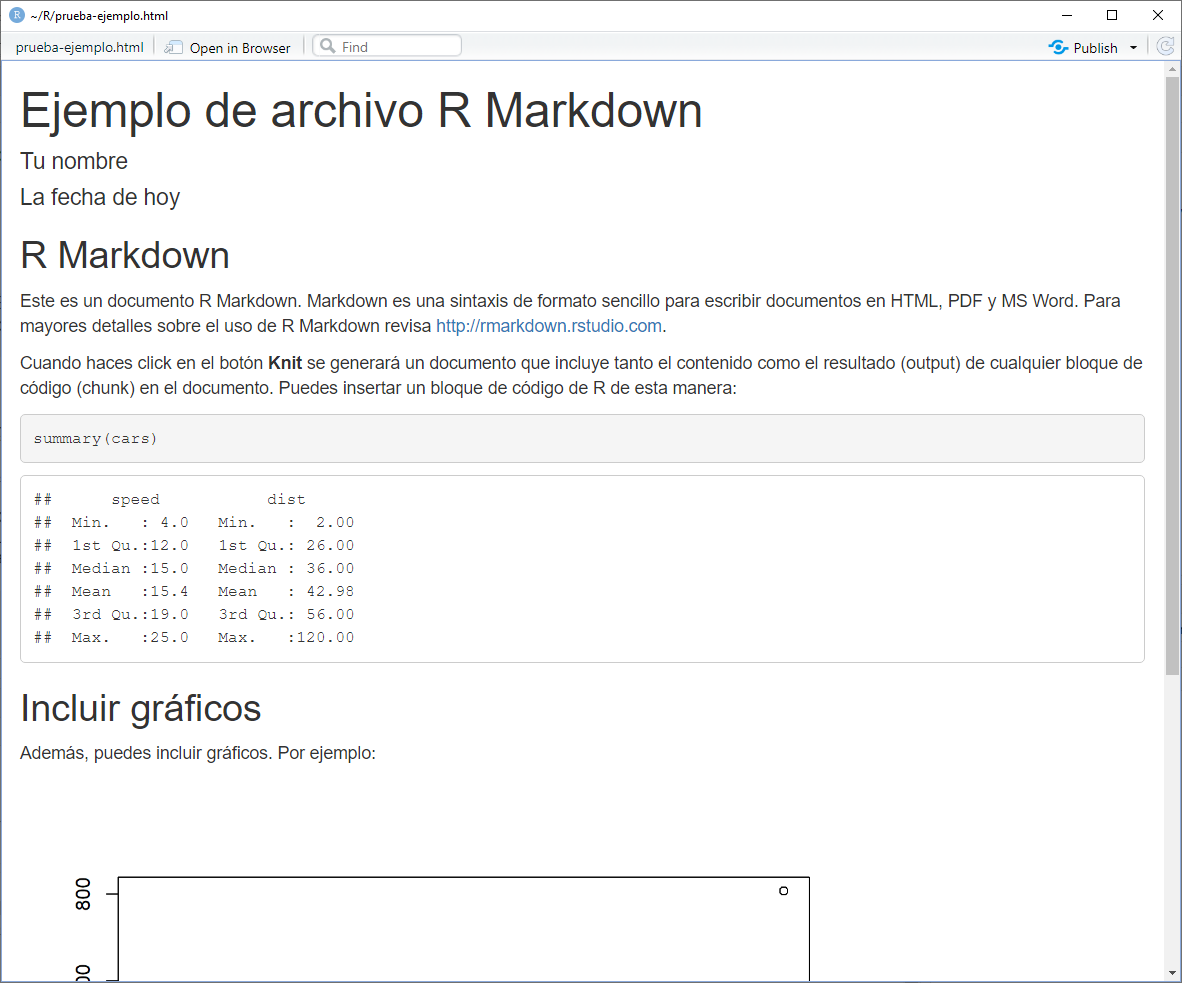 ~/R/prueba-ejemplo.html
prueba-ejemplo.html Open in Browser Find Publish
Ejemplo de archivo R Markdown
Tu nombre
La fecha de hoy
R Markdown
Este es un documento R Markdown. Markdown es una sintaxis de formato sencillo para escribir documentos en HTML, PDF y MS Word. Para
mayores detalles sobre el uso de R Markdown revisa http://rmarkdown.rstudio.com.
Cuando haces click en el botón Knit se generará un documento que incluye tanto el contenido como el resultado (output) de cualquier bloque de
código (chunk) en el documento. Puedes insertar un bloque de código de R de esta manera:
summary(cars)
##      speed           dist
##  Min.   : 4.0   Min.   :  2.00
##  1st Qu.:12.0   1st Qu.: 26.00
##  Median :15.0   Median : 36.00
##  Mean   :15.4   Mean   : 42.98
##  3rd Qu.:19.0   3rd Qu.: 56.00
##  Max.   :25.0   Max.   :120.00
Incluir gráficos
Además, puedes incluir gráficos. Por ejemplo:
800